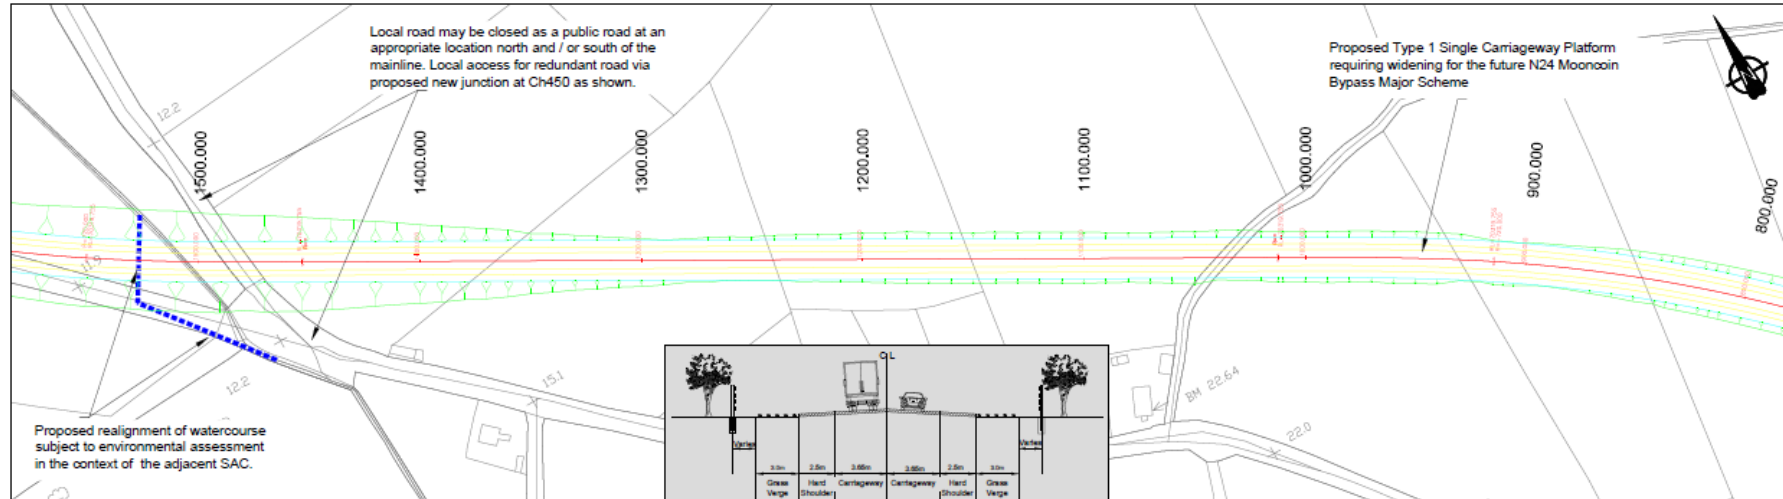 Local road may be closed as a public road at an
appropriate location north and / or south of the
mainline. Local access for redundant road via
proposed new junction at Ch450 as shown.
Proposed Type 1 Single Carriageway Platform
requiring widening for the future N24 Mooncoin
Bypass Major Scheme
12.2
1500.000
1400.000
1300.000
1200.000
1100.000
1000.000
900.000
800.000
11.9
12.2
15.1
BM 22.64
22.0
Proposed realignment of watercourse
subject to environmental assessment
in the context of the adjacent SAC.
C L
Varies
Varies
3.0m
2.5m
3.65m
3.65m
2.5m
3.0m
Grass
Verge
Hard
Shoulder
Carriageway
Carriageway
Hard
Shoulder
Grass
Verge